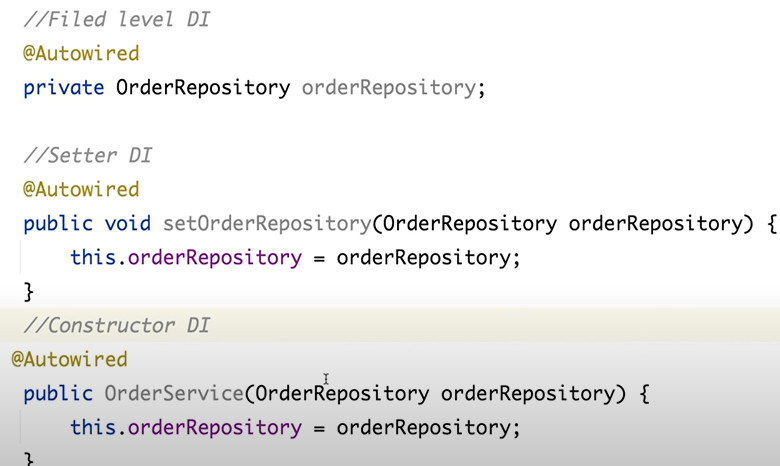 //Filed level DI
@Autowired
private OrderRepository orderRepository;
//Setter DI
@Autowired
public void setOrderRepository(OrderRepository orderRepository) {
this.orderRepository = orderRepository;
}
//Constructor DI
@Autowired
public OrderService(OrderRepository orderRepository) {
this.orderRepository = orderRepository;
}